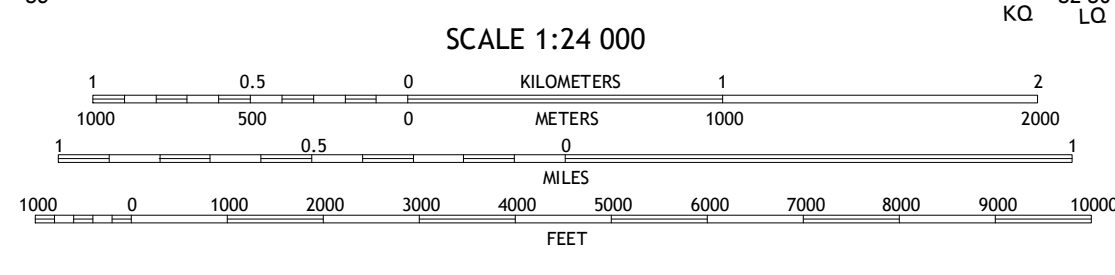 KQ LQ
SCALE 1:24 000
1 0.5 0 KILOMETERS 1 2
1000 500 0 METERS 1000 2000
1 0.5 0 1
MILES
1000 0 1000 2000 3000 4000 5000 6000 7000 8000 9000 10000
FEET